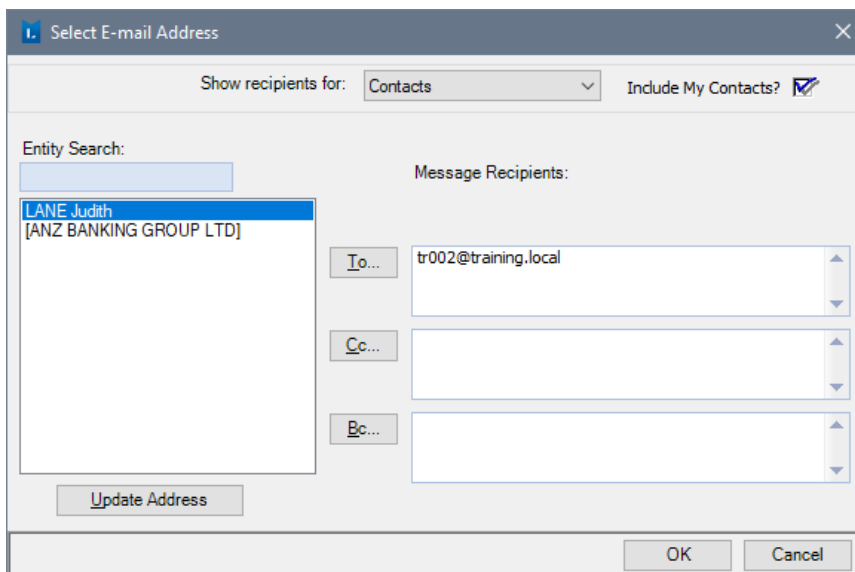 Select E-mail Address
Show recipients for: Contacts Include My Contacts?
Entity Search:
Message Recipients:
LANE Judith
[ANZ BANKING GROUP LTD]
To... tr002@training.local
Cc...
Bc...
Update Address
OK Cancel